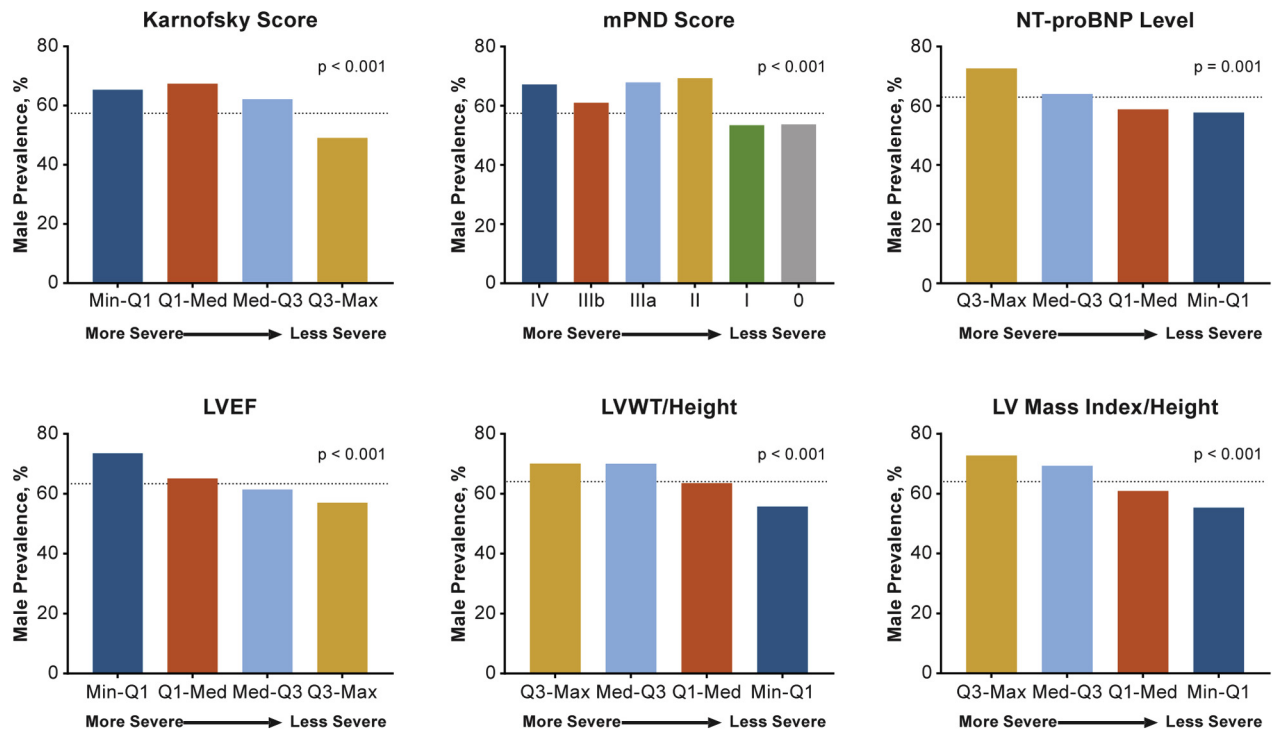 Karnofsky Score
Male Prevalence, %
80
60
40
20
0
p < 0.001
Min-Q1 Q1-Med Med-Q3 Q3-Max
More Severe Less Severe
mPND Score
Male Prevalence, %
80
60
40
20
0
p < 0.001
IV IIIb IIIa II I 0
More Severe Less Severe
NT-proBNP Level
Male Prevalence, %
80
60
40
20
0
p = 0.001
Q3-Max Med-Q3 Q1-Med Min-Q1
More Severe Less Severe
LVEF
Male Prevalence, %
80
60
40
20
0
p < 0.001
Min-Q1 Q1-Med Med-Q3 Q3-Max
More Severe Less Severe
LVWT/Height
Male Prevalence, %
80
60
40
20
0
p < 0.001
Q3-Max Med-Q3 Q1-Med Min-Q1
More Severe Less Severe
LV Mass Index/Height
Male Prevalence, %
80
60
40
20
0
p < 0.001
Q3-Max Med-Q3 Q1-Med Min-Q1
More Severe Less Severe